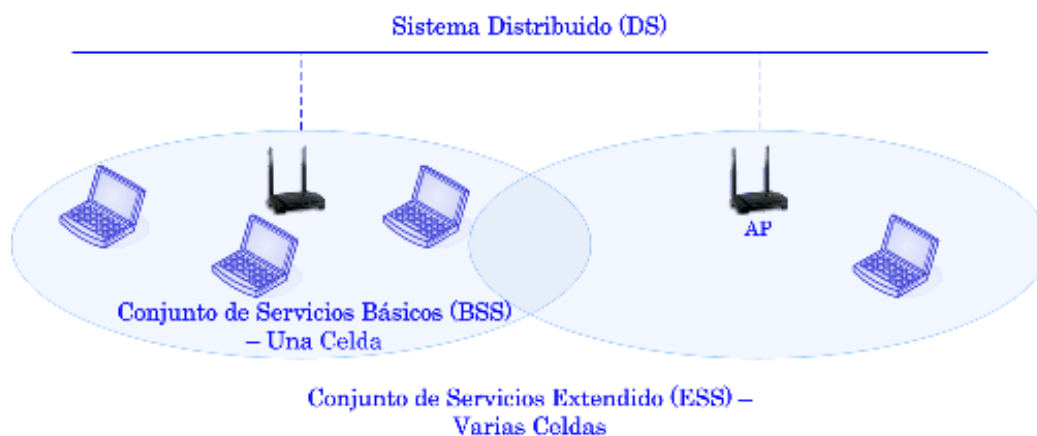 Sistema Distribuido (DS)
AP
Conjunto de Servicios Básicos (BSS)
– Una Celda
Conjunto de Servicios Extendido (ESS) –
Varias Celdas